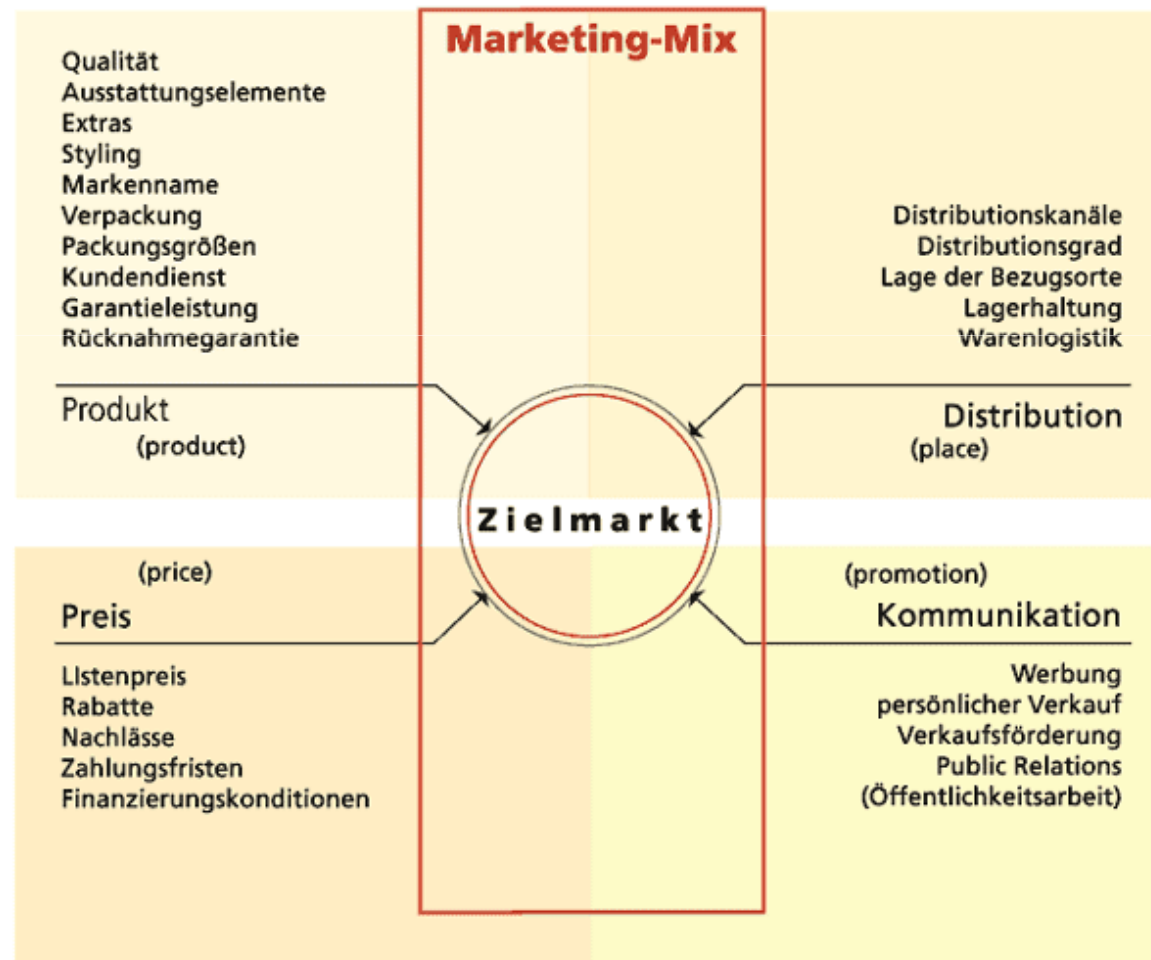 Marketing-Mix
Qualität
Ausstattungselemente
Extras
Styling
Markenname
Verpackung
Packungsgrößen
Kundendienst
Garantieleistung
Rücknahmegarantie
Produkt
(product)
Distributionskanäle
Distributionsgrad
Lage der Bezugsorte
Lagerhaltung
Warenlogistik
Distribution
(place)
Zielmarkt
(price)
Preis
LIstenpreis
Rabatte
Nachlässe
Zahlungsfristen
Finanzierungskonditionen
(promotion)
Kommunikation
Werbung
persönlicher Verkauf
Verkaufsförderung
Public Relations
(Öffentlichkeitsarbeit)